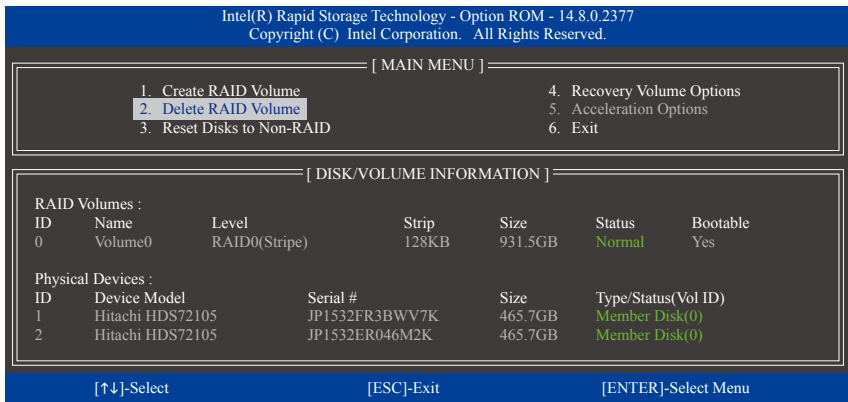 Intel(R) Rapid Storage Technology - Option ROM - 14.8.0.2377
Copyright (C) Intel Corporation. All Rights Reserved.
[ MAIN MENU ]
1. Create RAID Volume 4. Recovery Volume Options
2. Delete RAID Volume 5. Acceleration Options
3. Reset Disks to Non-RAID 6. Exit
[ DISK/VOLUME INFORMATION ]
RAID Volumes :
ID Name Level Strip Size Status Bootable
0 Volume0 RAID0(Stripe) 128KB 931.5GB Normal Yes
Physical Devices :
ID Device Model Serial # Size Type/Status(Vol ID)
1 Hitachi HDS72105 JP1532FR3BWV7K 465.7GB Member Disk(0)
2 Hitachi HDS72105 JP1532ER046M2K 465.7GB Member Disk(0)
[↑↓]-Select [ESC]-Exit [ENTER]-Select Menu